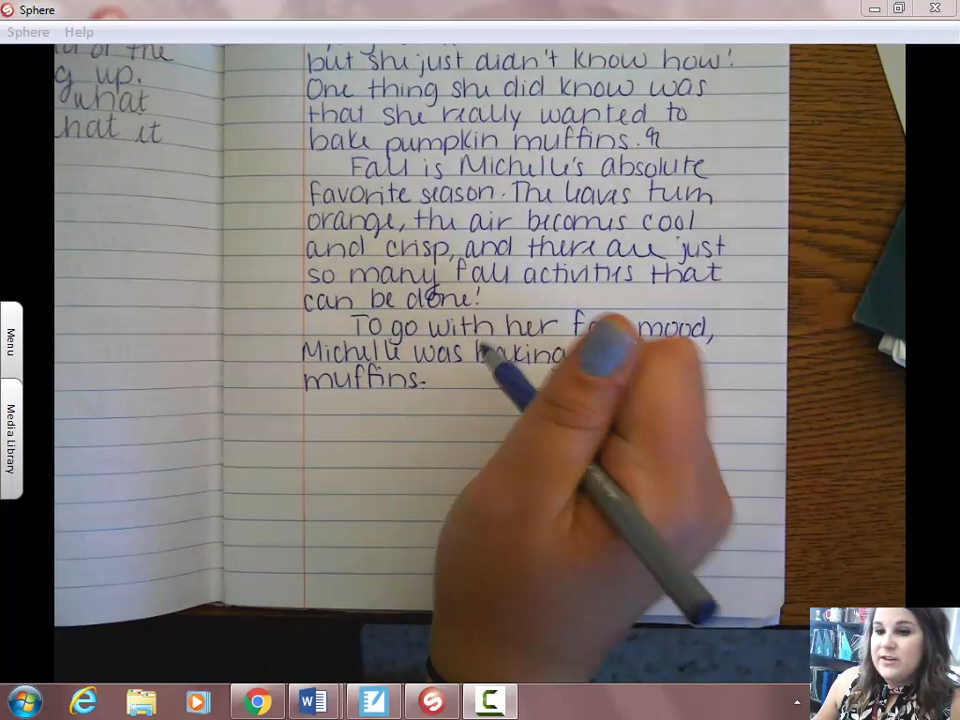 Sphere
Sphere Help
of the
g up.
what
hat it
but she just didn't know how!
One thing she did know was
that she really wanted to
bake pumpkin muffins.
Fall is Michelle's absolute
favorite season. The leaves turn
orange, the air becomes cool
and crisp, and there are just
so many fall activities that
can be done!
To go with her mood,
Michelle was baking
muffins.
Menu
Media Library